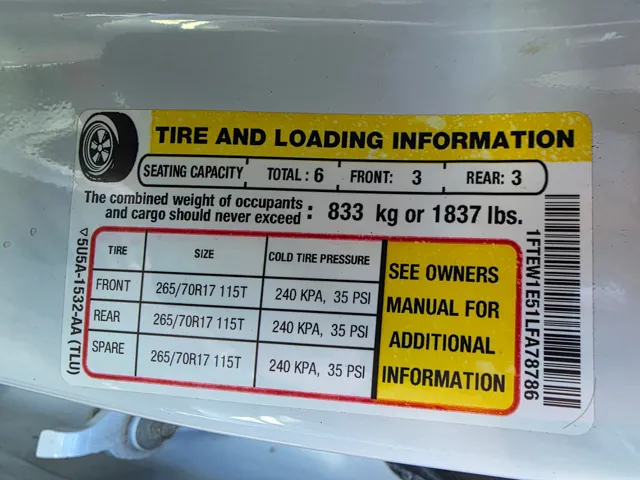 TIRE AND LOADING INFORMATION
SEATING CAPACITY TOTAL : 6 FRONT: 3 REAR: 3
The combined weight of occupants
and cargo should never exceed : 833 kg or 1837 lbs.
TIRE SIZE COLD TIRE PRESSURE
FRONT 265/70R17 115T 240 KPA, 35 PSI
REAR 265/70R17 115T 240 KPA, 35 PSI
SPARE 265/70R17 115T 240 KPA, 35 PSI
SEE OWNERS
MANUAL FOR
ADDITIONAL
INFORMATION
▽5U5A-1532-AA (TLU)
1FTEW1E51LFA78786